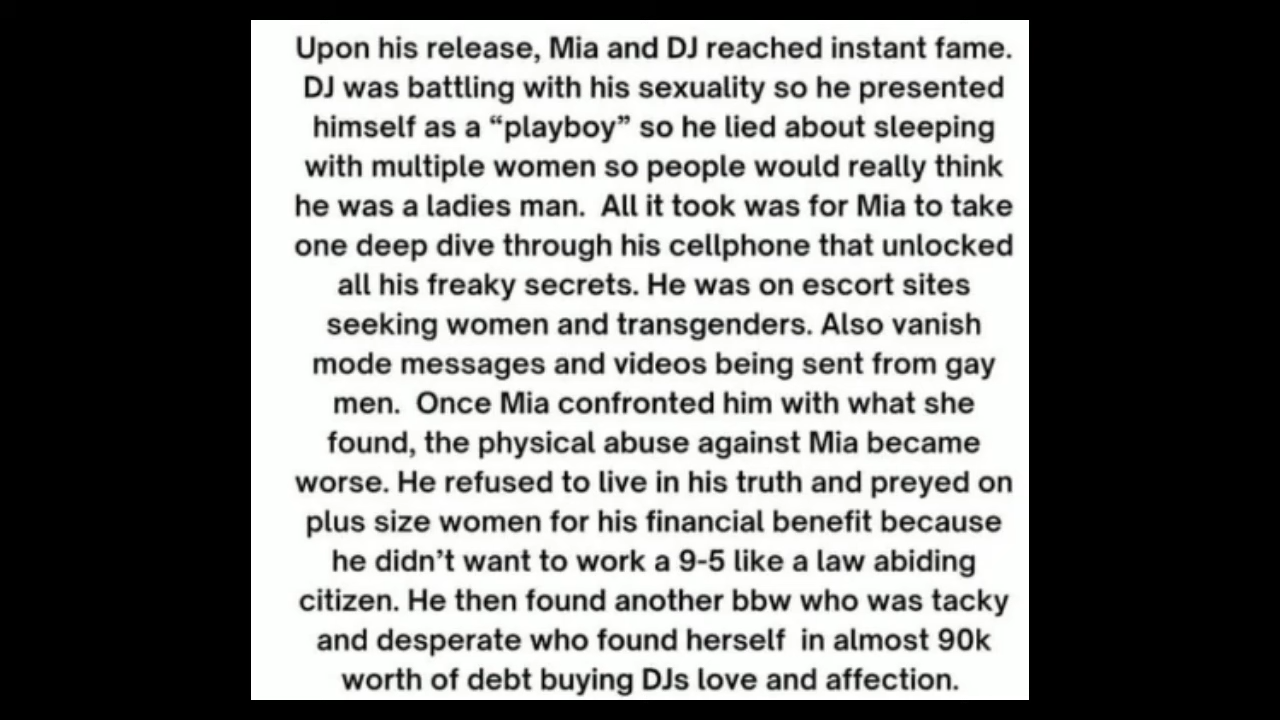 Upon his release, Mia and DJ reached instant fame.
DJ was battling with his sexuality so he presented
himself as a “playboy” so he lied about sleeping
with multiple women so people would really think
he was a ladies man.  All it took was for Mia to take
one deep dive through his cellphone that unlocked
all his freaky secrets. He was on escort sites
seeking women and transgenders. Also vanish
mode messages and videos being sent from gay
men.  Once Mia confronted him with what she
found, the physical abuse against Mia became
worse. He refused to live in his truth and preyed on
plus size women for his financial benefit because
he didn’t want to work a 9-5 like a law abiding
citizen. He then found another bbw who was tacky
and desperate who found herself  in almost 90k
worth of debt buying DJs love and affection.